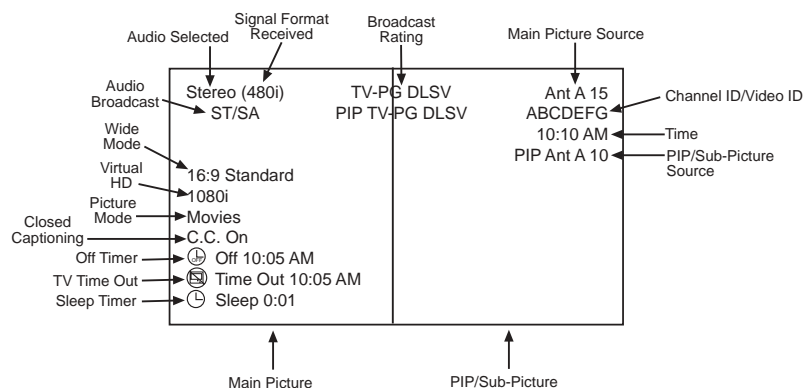 Signal Format
Received
Broadcast
Rating
Audio Selected
Main Picture Source
Audio
Broadcast
Wide
Mode
Virtual
HD
Picture
Mode
Closed
Captioning
Off Timer
TV Time Out
Sleep Timer
Stereo (480i)
ST/SA
TV-PG DLSV
PIP TV-PG DLSV
Ant A 15
ABCDEFG
10:10 AM
PIP Ant A 10
16:9 Standard
1080i
Movies
C.C. On
OFF
Off 10:05 AM
Time Out 10:05 AM
Sleep 0:01
Channel ID/Video ID
Time
PIP/Sub-Picture
Source
Main Picture
PIP/Sub-Picture